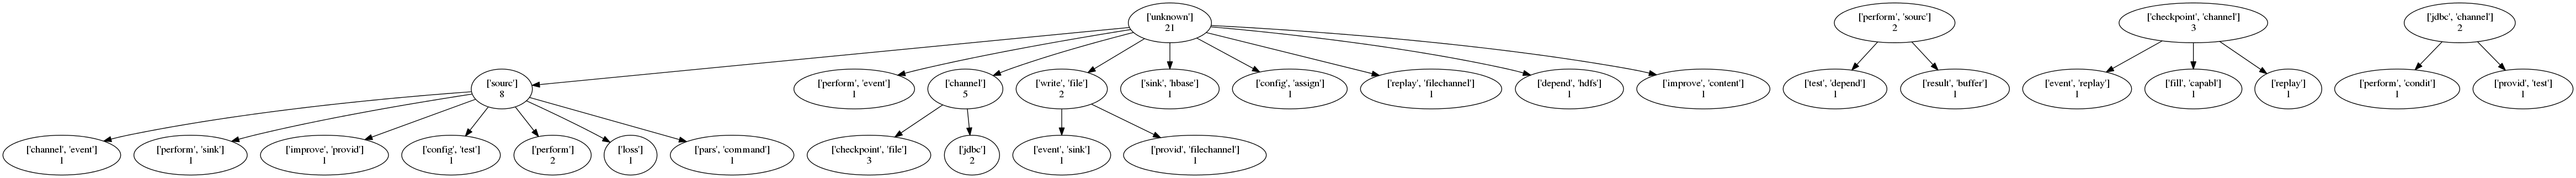 ['unknown']
21
['perform', 'sourc']
2
['checkpoint', 'channel']
3
['jdbc', 'channel']
2
['sourc']
8
['perform', 'event']
1
['channel']
5
['write', 'file']
2
['sink', 'hbase']
1
['config', 'assign']
1
['replay', 'filechannel']
1
['depend', 'hdfs']
1
['improve', 'content']
1
['test', 'depend']
1
['result', 'buffer']
1
['event', 'replay']
1
['fill', 'capabl']
1
['replay']
1
['perform', 'condit']
1
['provid', 'test']
1
['channel', 'event']
1
['perform', 'sink']
1
['improve', 'provid']
1
['config', 'test']
1
['perform']
2
['loss']
1
['pars', 'command']
1
['checkpoint', 'file']
3
['jdbc']
2
['event', 'sink']
1
['provid', 'filechannel']
1